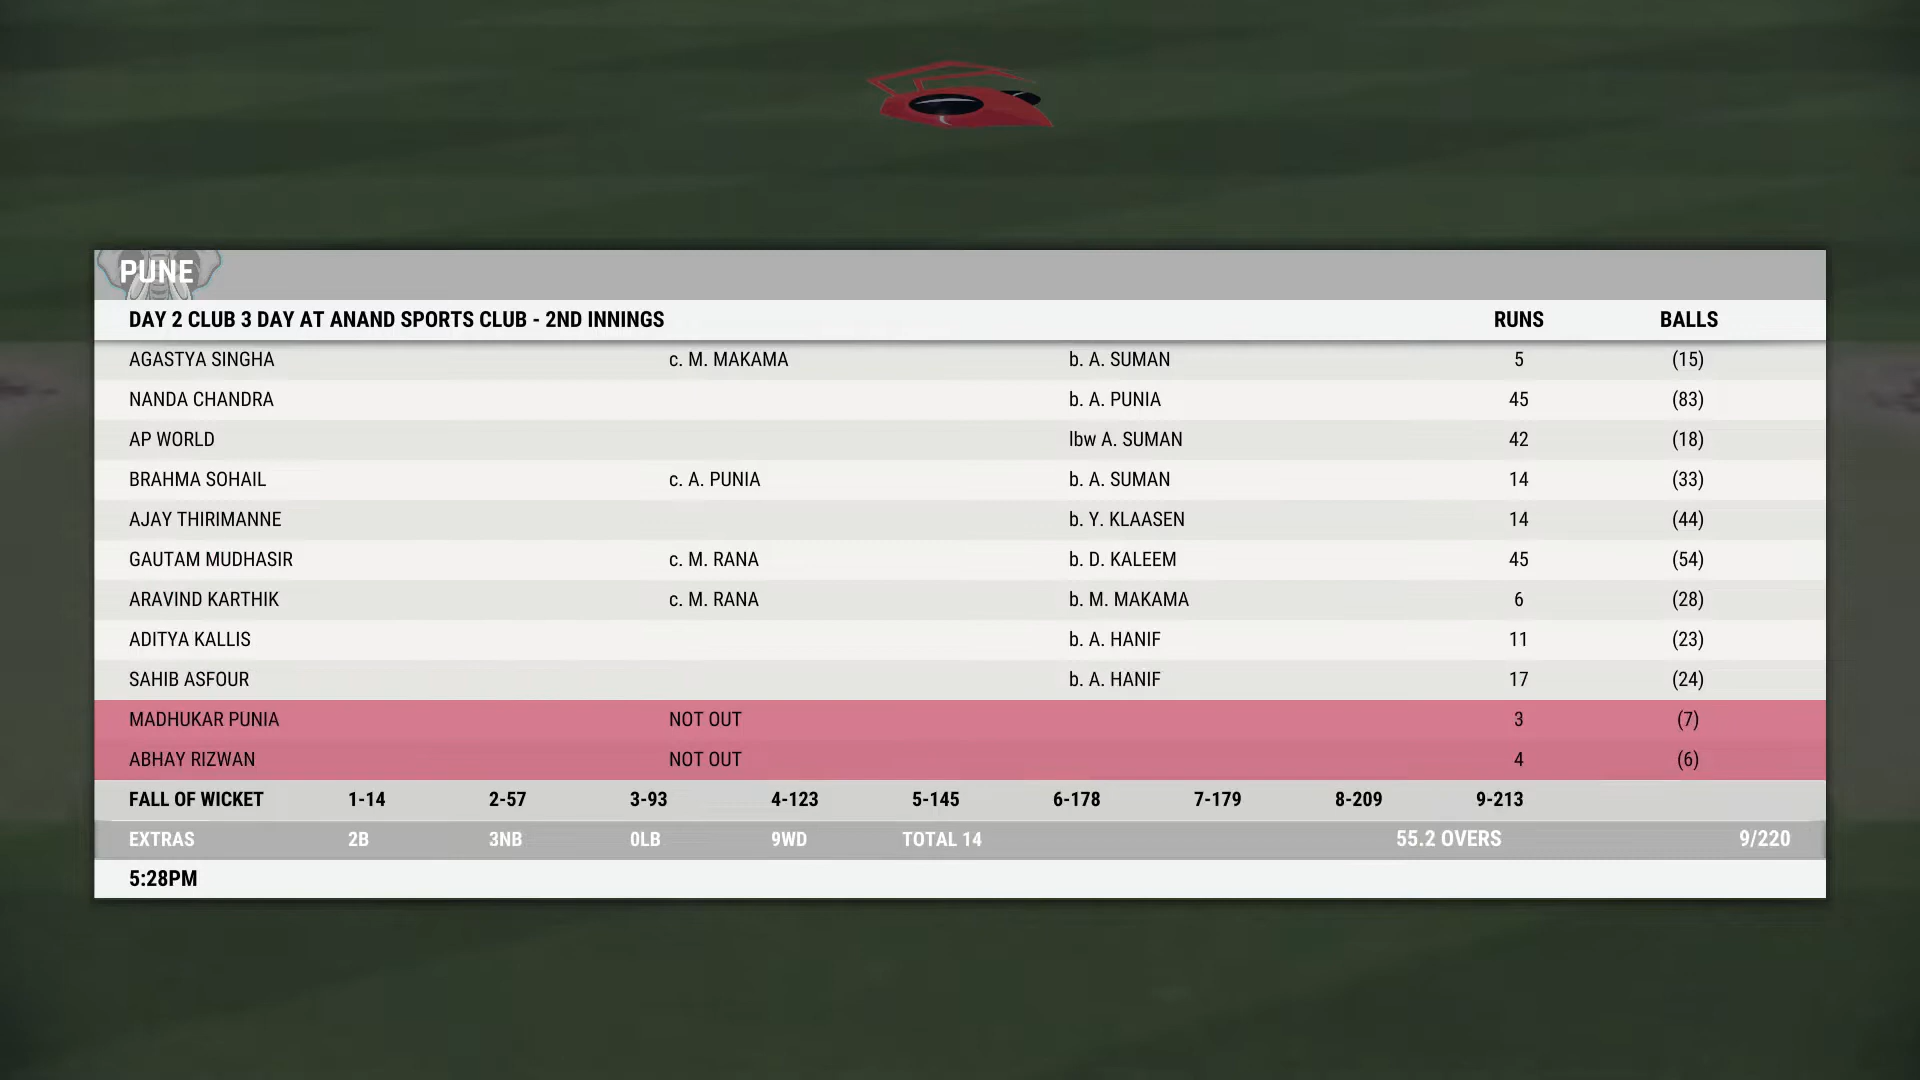 PUNE
DAY 2 CLUB 3 DAY AT ANAND SPORTS CLUB - 2ND INNINGS RUNS BALLS
AGASTYA SINGHA c. M. MAKAMA b. A. SUMAN 5 (15)
NANDA CHANDRA b. A. PUNIA 45 (83)
AP WORLD lbw A. SUMAN 42 (18)
BRAHMA SOHAIL c. A. PUNIA b. A. SUMAN 14 (33)
AJAY THIRIMANNE b. Y. KLAASEN 14 (44)
GAUTAM MUDHASIR c. M. RANA b. D. KALEEM 45 (54)
ARAVIND KARTHIK c. M. RANA b. M. MAKAMA 6 (28)
ADITYA KALLIS b. A. HANIF 11 (23)
SAHIB ASFOUR b. A. HANIF 17 (24)
MADHUKAR PUNIA NOT OUT 3 (7)
ABHAY RIZWAN NOT OUT 4 (6)
FALL OF WICKET 1-14 2-57 3-93 4-123 5-145 6-178 7-179 8-209 9-213
EXTRAS 2B 3NB 0LB 9WD TOTAL 14 55.2 OVERS 9/220
5:28PM